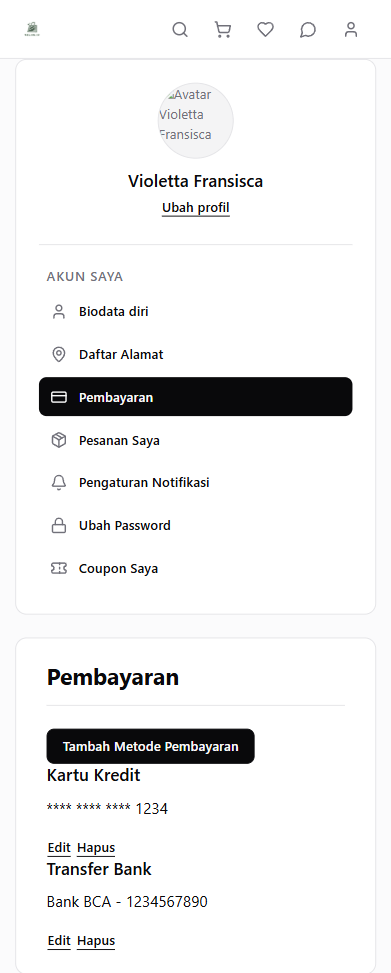 Avatar
Violetta
Fransisca
Violetta Fransisca
Ubah profil
AKUN SAYA
Biodata diri
Daftar Alamat
Pembayaran
Pesanan Saya
Pengaturan Notifikasi
Ubah Password
Coupon Saya
Pembayaran
Tambah Metode Pembayaran
Kartu Kredit
**** **** **** 1234
Edit Hapus
Transfer Bank
Bank BCA - 1234567890
Edit Hapus